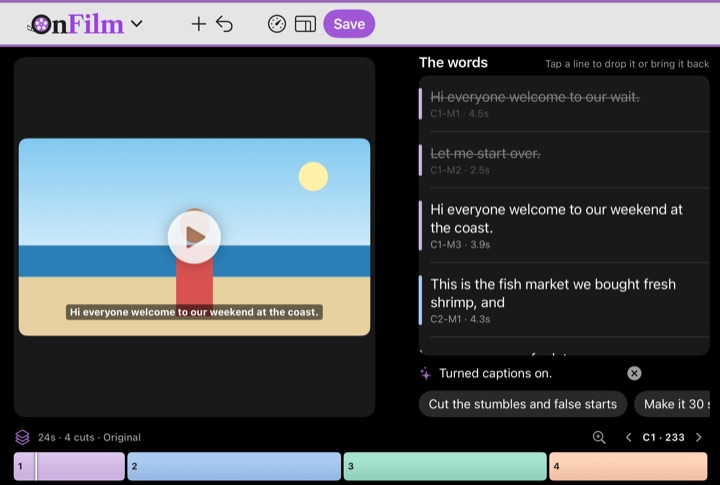 OnFilm
Save
The words
Tap a line to drop it or bring it back
Hi everyone welcome to our wait.
C1-M1 · 4.5s
Let me start over.
C1-M2 · 2.5s
Hi everyone welcome to our weekend at
the coast.
C1-M3 · 3.9s
This is the fish market we bought fresh
shrimp, and
C2-M1 · 4.3s
Hi everyone welcome to our weekend at the coast.
Turned captions on.
Cut the stumbles and false starts
Make it 30
24s · 4 cuts · Original
C1 · 233
1
2
3
4